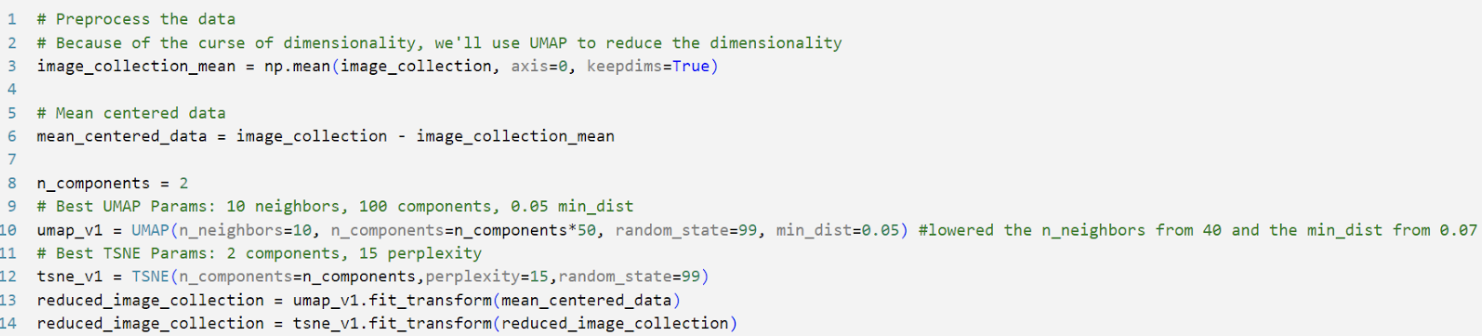 1 # Preprocess the data
2 # Because of the curse of dimensionality, we'll use UMAP to reduce the dimensionality
3 image_collection_mean = np.mean(image_collection, axis=0, keepdims=True)
4
5 # Mean centered data
6 mean_centered_data = image_collection - image_collection_mean
7
8 n_components = 2
9 # Best UMAP Params: 10 neighbors, 100 components, 0.05 min_dist
10 umap_v1 = UMAP(n_neighbors=10, n_components=n_components*50, random_state=99, min_dist=0.05) #lowered the n_neighbors from 40 and the min_dist from 0.07
11 # Best TSNE Params: 2 components, 15 perplexity
12 tsne_v1 = TSNE(n_components=n_components,perplexity=15,random_state=99)
13 reduced_image_collection = umap_v1.fit_transform(mean_centered_data)
14 reduced_image_collection = tsne_v1.fit_transform(reduced_image_collection)